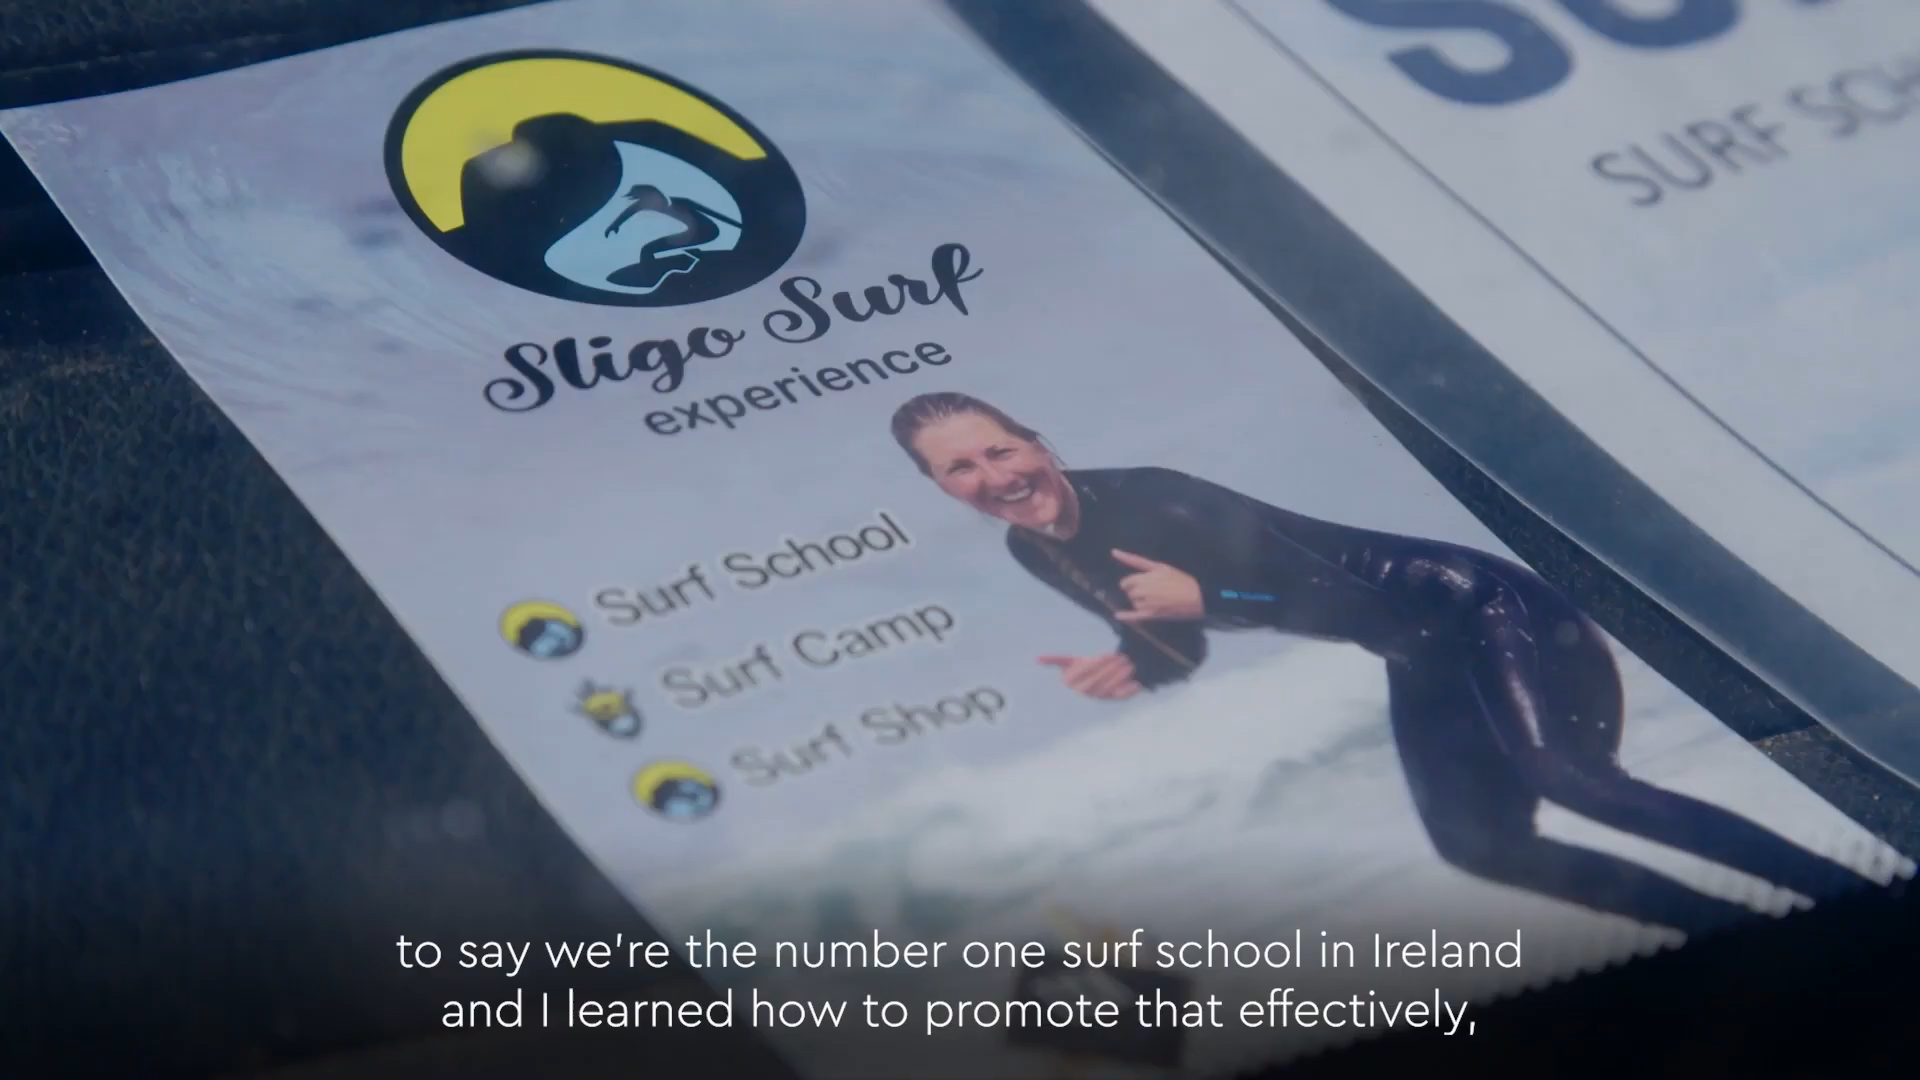 Sligo Surf
experience
Surf School
Surf Camp
Surf Shop
SURF
to say we're the number one surf school in Ireland
and I learned how to promote that effectively,